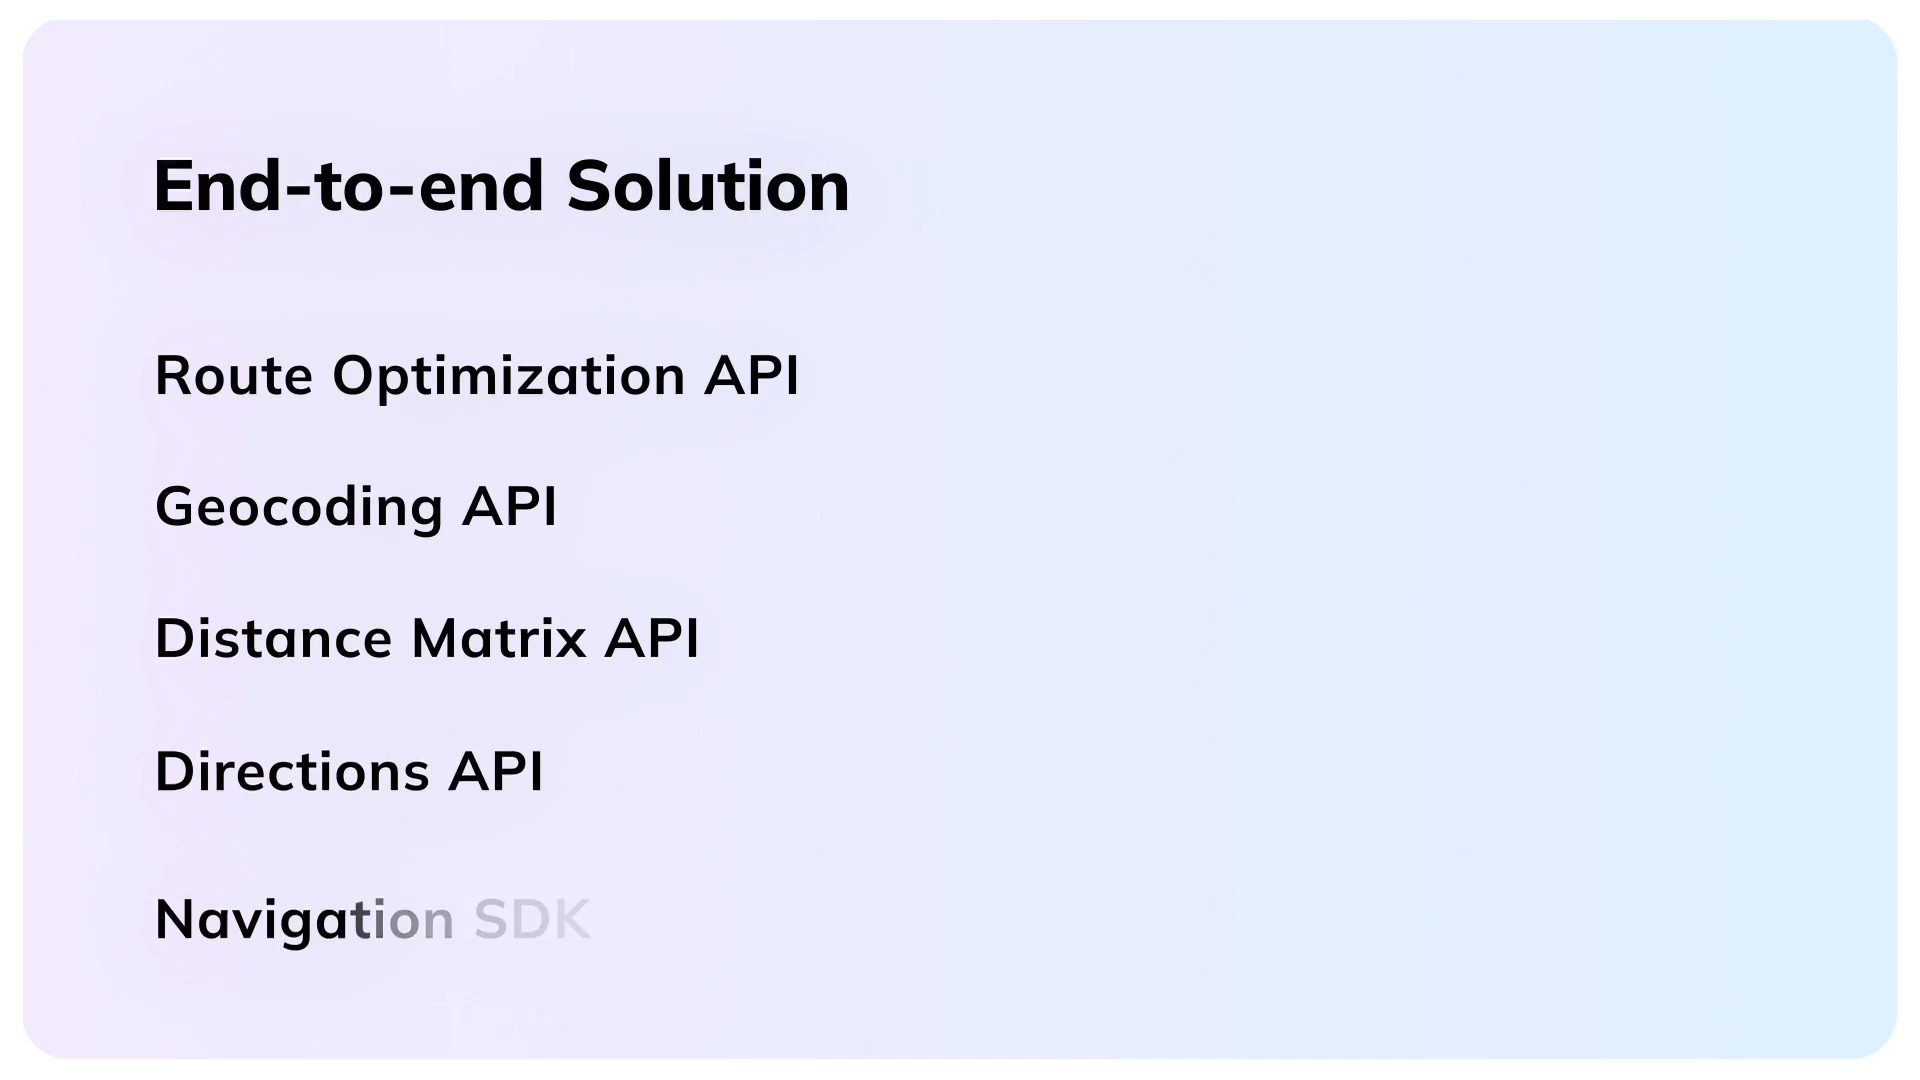 End-to-end Solution
Route Optimization API
Geocoding API
Distance Matrix API
Directions API
Navigation SDK